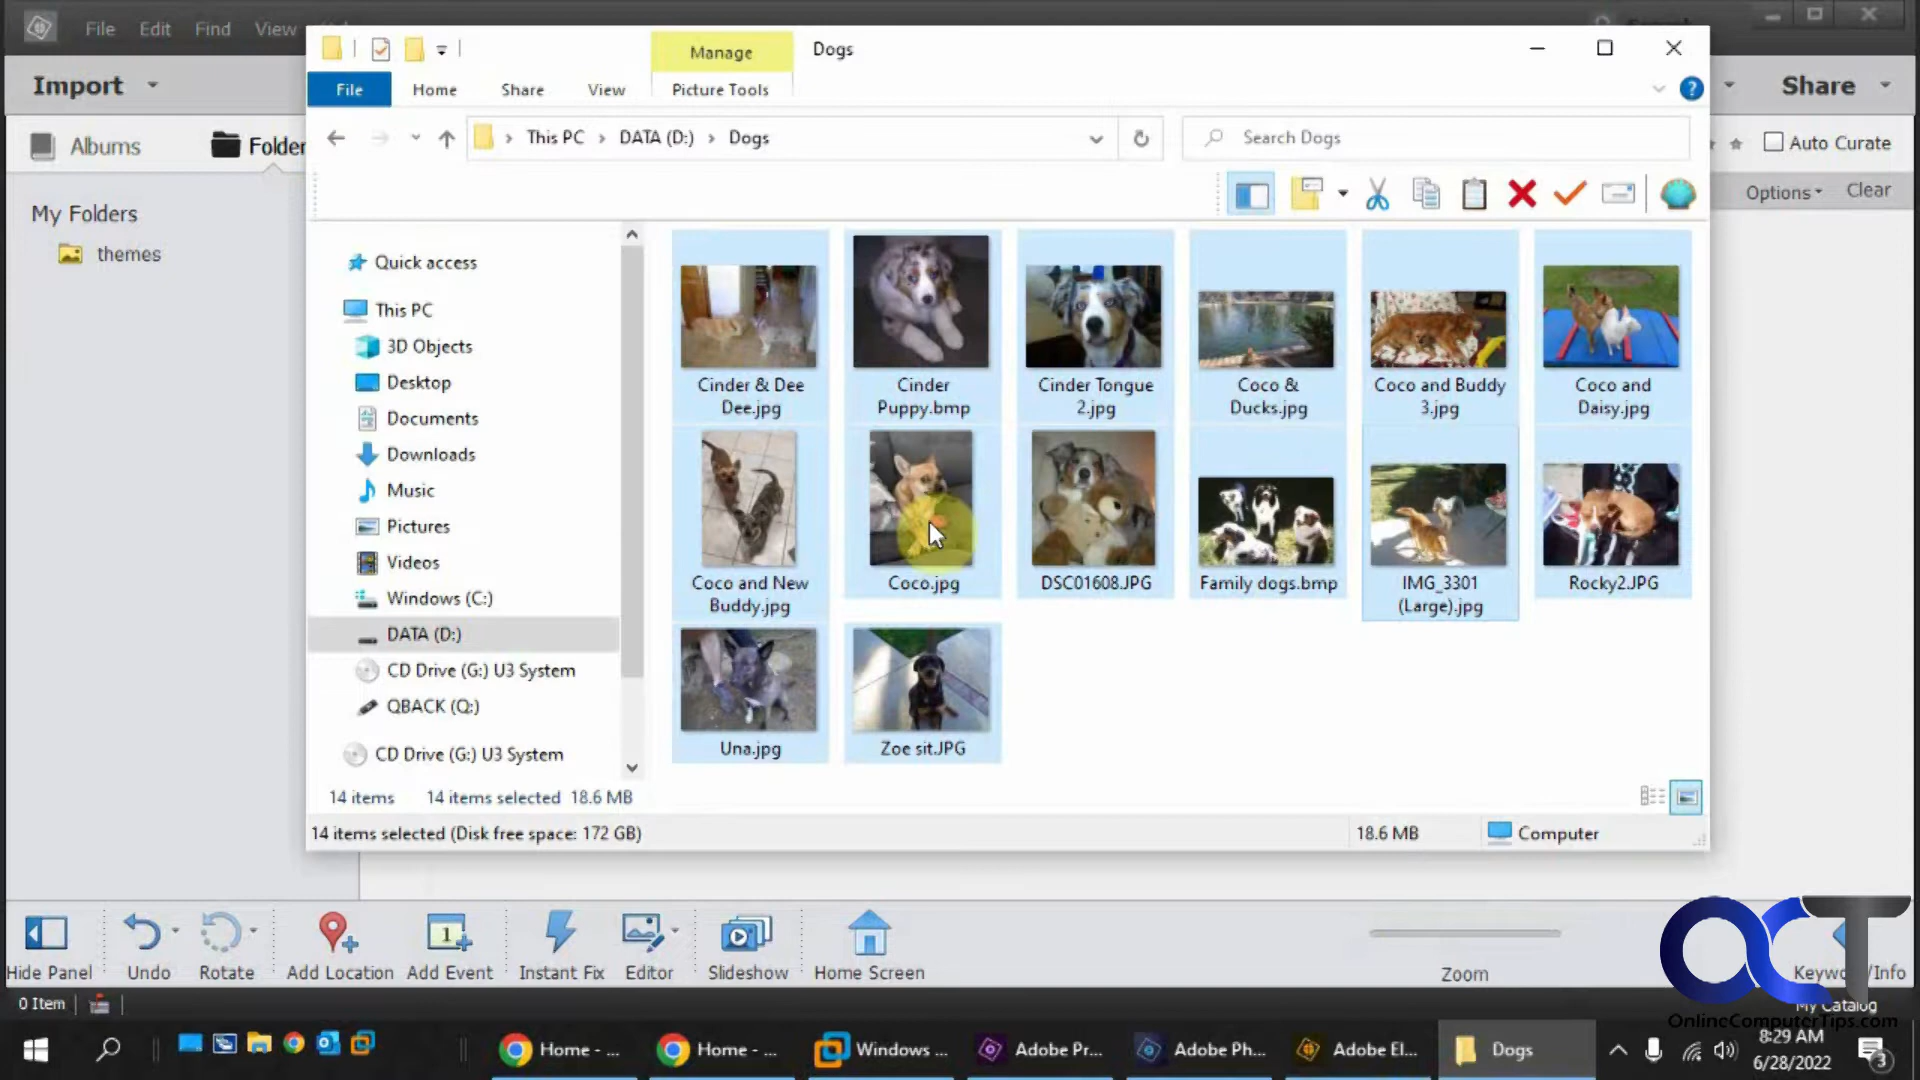 File Edit Find View
Import
Share
Albums
Folder
Auto Curate
Options
Clear
My Folders
themes
Manage
Dogs
File Home Share View Picture Tools
This PC > DATA (D:) > Dogs
Search Dogs
Quick access
This PC
3D Objects
Desktop
Documents
Downloads
Music
Pictures
Videos
Windows (C:)
DATA (D:)
CD Drive (G:) U3 System
QBACK (Q:)
CD Drive (G:) U3 System
Cinder & Dee
Dee.jpg
Cinder
Puppy.bmp
Cinder Tongue
2.jpg
Coco &
Ducks.jpg
Coco and Buddy
3.jpg
Coco and
Daisy.jpg
Coco and New
Buddy.jpg
Coco.jpg
DSC01608.JPG
Family dogs.bmp
IMG_3301
(Large).jpg
Rocky2.JPG
Una.jpg
Zoe sit.JPG
14 items 14 items selected 18.6 MB
14 items selected (Disk free space: 172 GB)
18.6 MB
Computer
Hide Panel
Undo
Rotate
Add Location
1
Add Event
Instant Fix
Editor
Slideshow
Home Screen
Zoom
OCT
Keyword/Info
0 Item
My Catalog
OnlineComputerTips.com
Home - ...
Home - ...
Windows ...
Adobe Pr...
Adobe Ph...
Adobe El...
Dogs
8:29 AM
6/28/2022
3